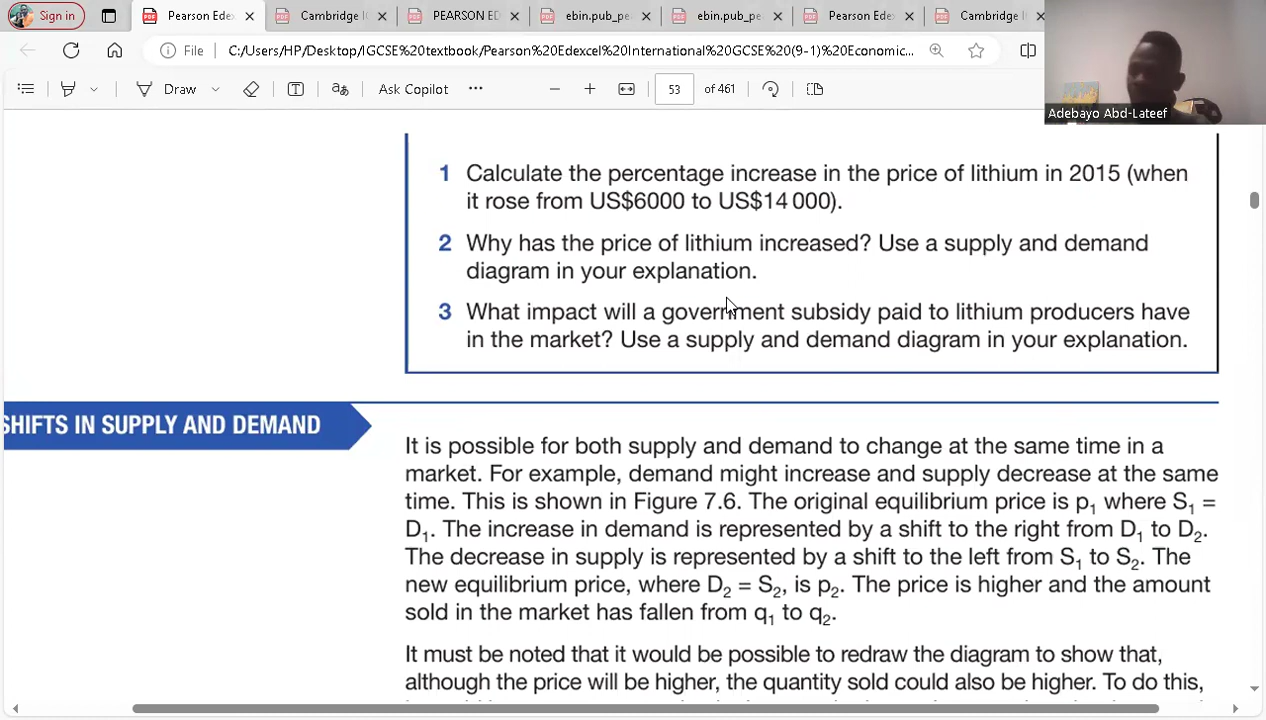 Sign in
Pearson Edex
Cambridge I
PEARSON ED
ebin.pub_pe
ebin.pub_pe
Pearson Edex
Cambridge I
File
C:/Users/HP/Desktop/IGCSE%20textbook/Pearson%20Edexcel%20International%20GCSE%20(9-1)%20Economic...
Draw
aあ
Ask Copilot
53
of 461
Adebayo Abd-Lateef
1 Calculate the percentage increase in the price of lithium in 2015 (when
it rose from US$6000 to US$14 000).
2 Why has the price of lithium increased? Use a supply and demand
diagram in your explanation.
3 What impact will a government subsidy paid to lithium producers have
in the market? Use a supply and demand diagram in your explanation.
SHIFTS IN SUPPLY AND DEMAND
It is possible for both supply and demand to change at the same time in a
market. For example, demand might increase and supply decrease at the same
time. This is shown in Figure 7.6. The original equilibrium price is p₁ where S₁ =
D₁. The increase in demand is represented by a shift to the right from D₁ to D₂.
The decrease in supply is represented by a shift to the left from S₁ to S₂. The
new equilibrium price, where D₂ = S₂, is p₂. The price is higher and the amount
sold in the market has fallen from q₁ to q₂.
It must be noted that it would be possible to redraw the diagram to show that,
although the price will be higher, the quantity sold could also be higher. To do this,